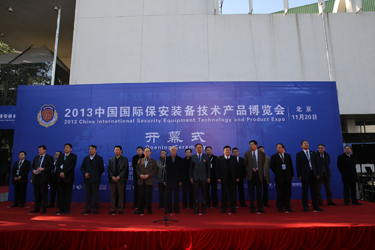 2013中国国际保安装备技术产品博览会
2013 China International Security Equipment Technology and Product Expo
北京
11月20日
开幕式
Opening Ceremony